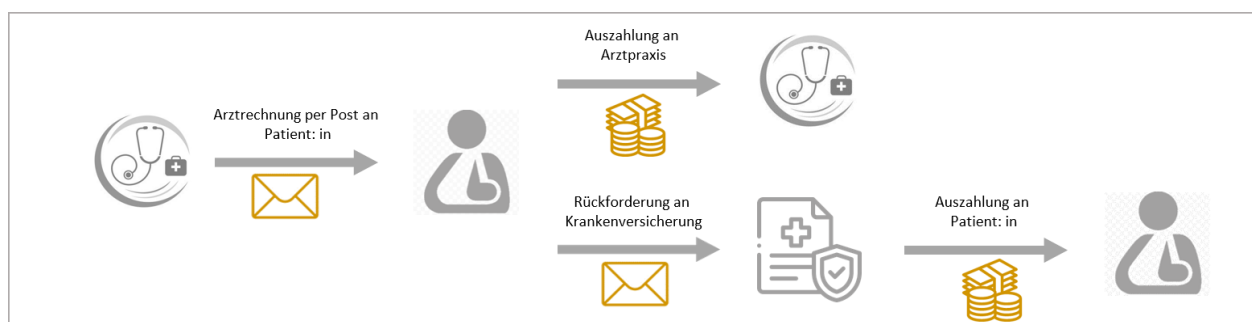 Arztrechnung per Post an
Patient: in
Auszahlung an
Arztpraxis
Rückforderung an
Krankenversicherung
Auszahlung an
Patient: in